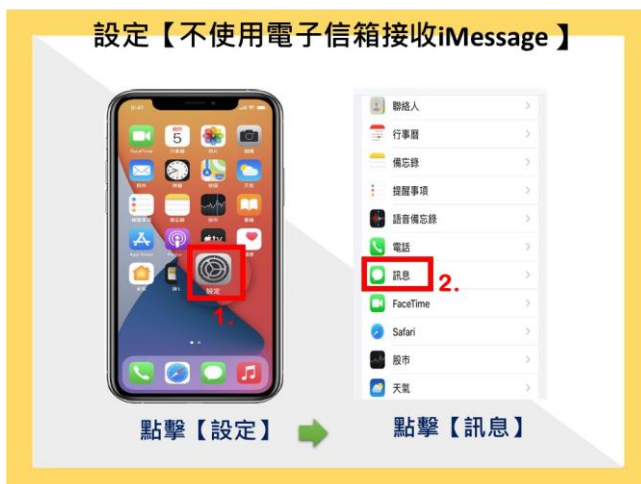 設定【不使用電子信箱接收iMessage】
9:47
FaceTime
5
設定
1.
聯絡人
行事曆
備忘錄
提醒事項
語音備忘錄
電話
訊息
2.
FaceTime
Safari
股市
天氣
點擊【設定】
點擊【訊息】